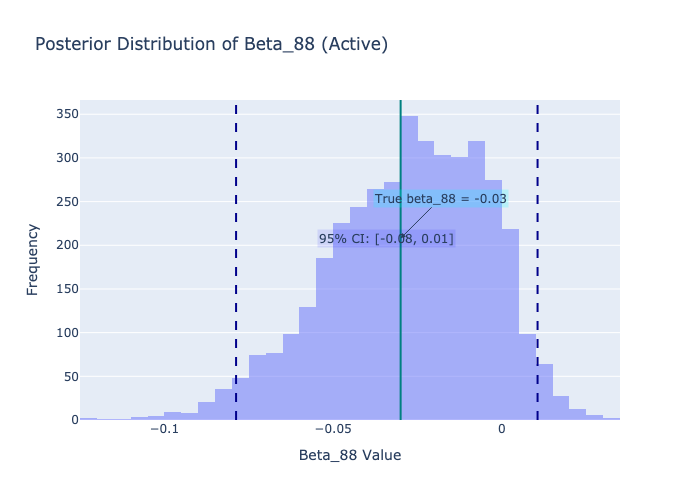 Posterior Distribution of Beta_88 (Active)
350
300
250
200
150
100
50
0
Frequency
True beta_88 = -0.03
95% CI: [-0.08, 0.01]
−0.1
−0.05
0
Beta_88 Value